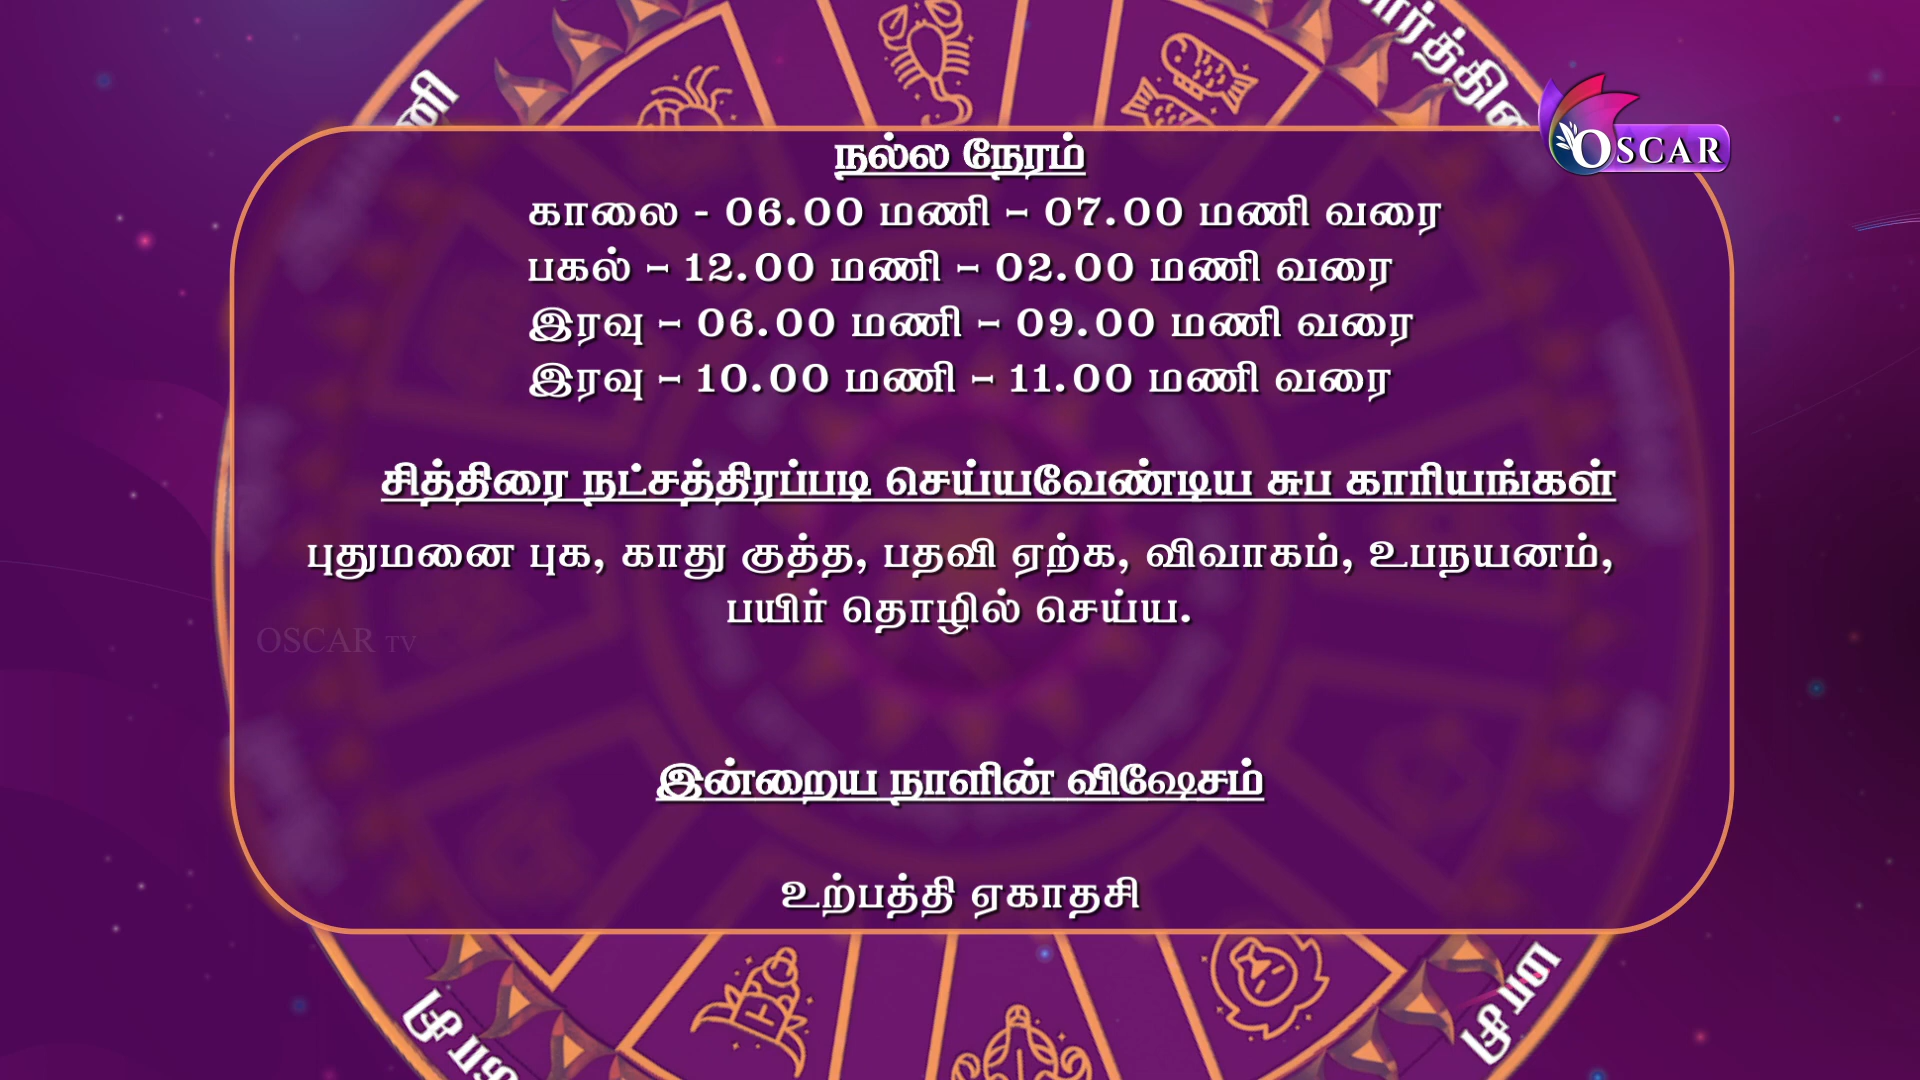 OSCAR
நல்ல நேரம்
காலை - 06.00 மணி – 07.00 மணி வரை
பகல் – 12.00 மணி – 02.00 மணி வரை
இரவு – 06.00 மணி – 09.00 மணி வரை
இரவு – 10.00 மணி – 11.00 மணி வரை
சித்திரை நட்சத்திரப்படி செய்யவேண்டிய சுப காரியங்கள்
புதுமனை புக, காது குத்த, பதவி ஏற்க, விவாகம், உபநயனம்,
பயிர் தொழில் செய்ய.
OSCAR TV
இன்றைய நாளின் விஷேசம்
உற்பத்தி ஏகாதசி